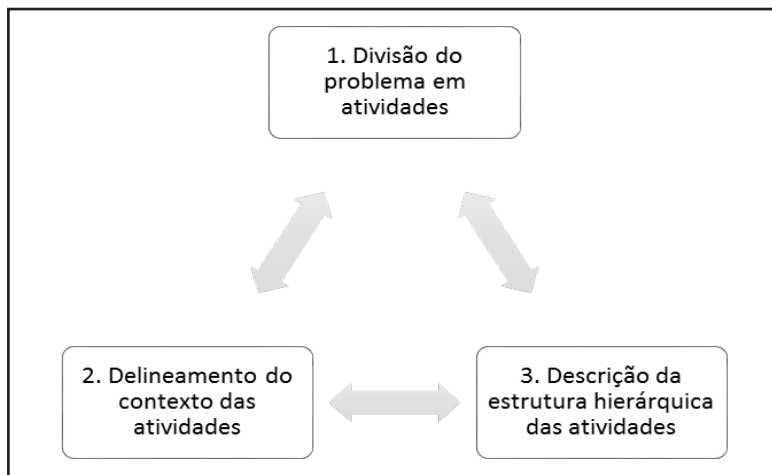 1. Divisão do
problema em
atividades
2. Delineamento do
contexto das
atividades
3. Descrição da
estrutura hierárquica
das atividades